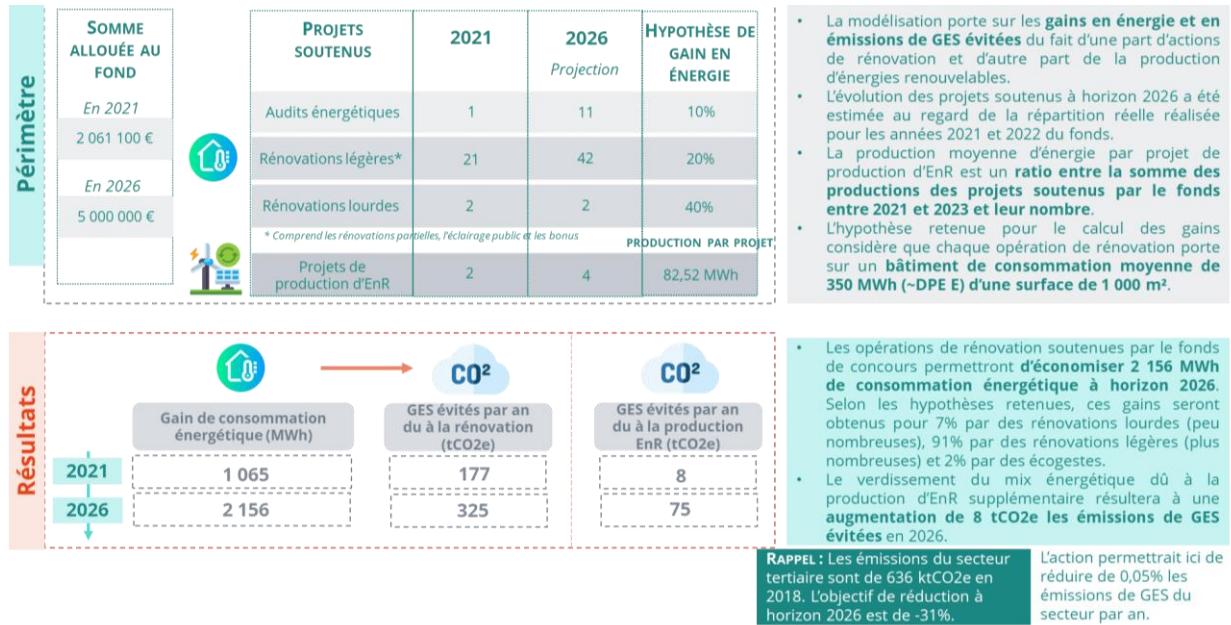 Périmètre
SOMME
ALLOUÉE AU
FOND
En 2021
2 061 100 €
En 2026
5 000 000 €
PROJETS
SOUTENUS
2021
2026
Projection
HYPOTHÈSE DE
GAIN EN
ÉNERGIE
Audits énergétiques
1
11
10%
Rénovations légères*
21
42
20%
Rénovations lourdes
2
2
40%
* Comprend les rénovations partielles, l'éclairage public et les bonus
PRODUCTION PAR PROJET
Projets de
production d'EnR
2
4
82,52 MWh
• La modélisation porte sur les gains en énergie et en
émissions de GES évitées du fait d'une part d'actions
de rénovation et d'autre part de la production
d'énergies renouvelables.
• L'évolution des projets soutenus à horizon 2026 a été
estimée au regard de la répartition réelle réalisée
pour les années 2021 et 2022 du fonds.
• La production moyenne d'énergie par projet de
production d'EnR est un ratio entre la somme des
productions des projets soutenus par le fonds
entre 2021 et 2023 et leur nombre.
• L'hypothèse retenue pour le calcul des gains
considère que chaque opération de rénovation porte
sur un bâtiment de consommation moyenne de
350 MWh (~DPE E) d'une surface de 1 000 m².
Résultats
CO²
CO²
Gain de consommation
énergétique (MWh)
GES évités par an
du à la rénovation
(tCO2e)
GES évités par an
du à la production
EnR (tCO2e)
2021
1 065
177
8
2026
2 156
325
75
• Les opérations de rénovation soutenues par le fonds
de concours permettront d'économiser 2 156 MWh
de consommation énergétique à horizon 2026.
Selon les hypothèses retenues, ces gains seront
obtenus pour 7% par des rénovations lourdes (peu
nombreuses), 91% par des rénovations légères (plus
nombreuses) et 2% par des écogestes.
• Le verdissement du mix énergétique dû à la
production d'EnR supplémentaire résultera à une
augmentation de 8 tCO2e les émissions de GES
évitées en 2026.
RAPPEL : Les émissions du secteur
tertiaire sont de 636 ktCO2e en
2018. L'objectif de réduction à
horizon 2026 est de -31%.
L'action permettrait ici de
réduire de 0,05% les
émissions de GES du
secteur par an.